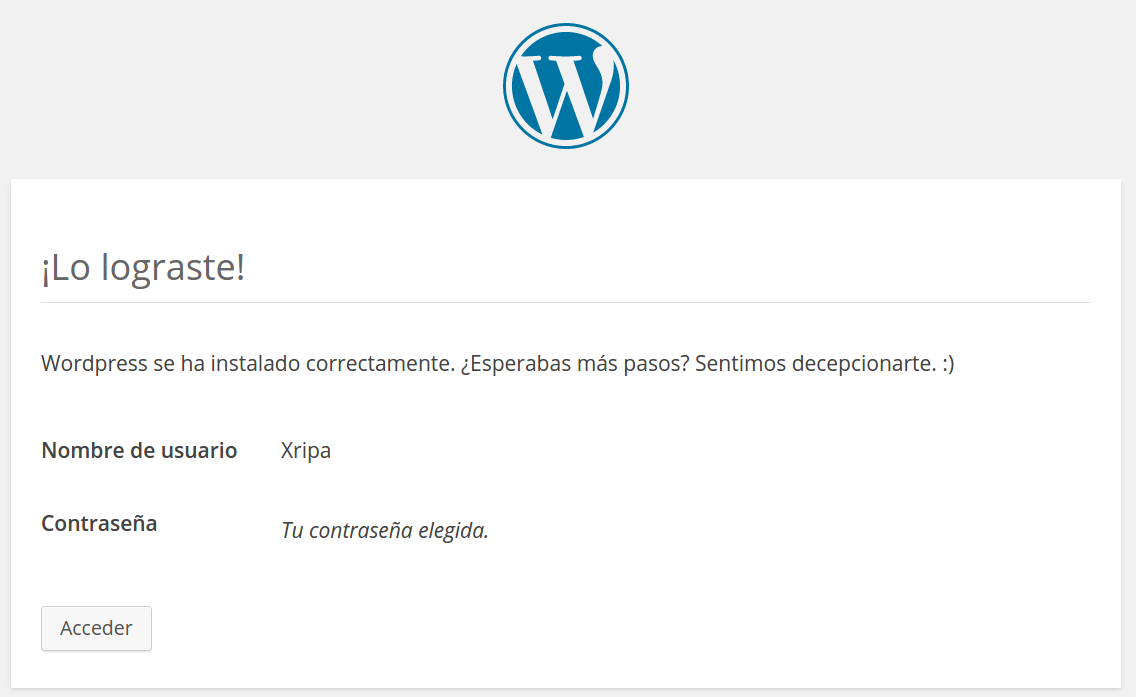 ¡Lo lograste!
Wordpress se ha instalado correctamente. ¿Esperabas más pasos? Sentimos decepcionarte. :)
Nombre de usuario Xripa
Contraseña Tu contraseña elegida.
Acceder